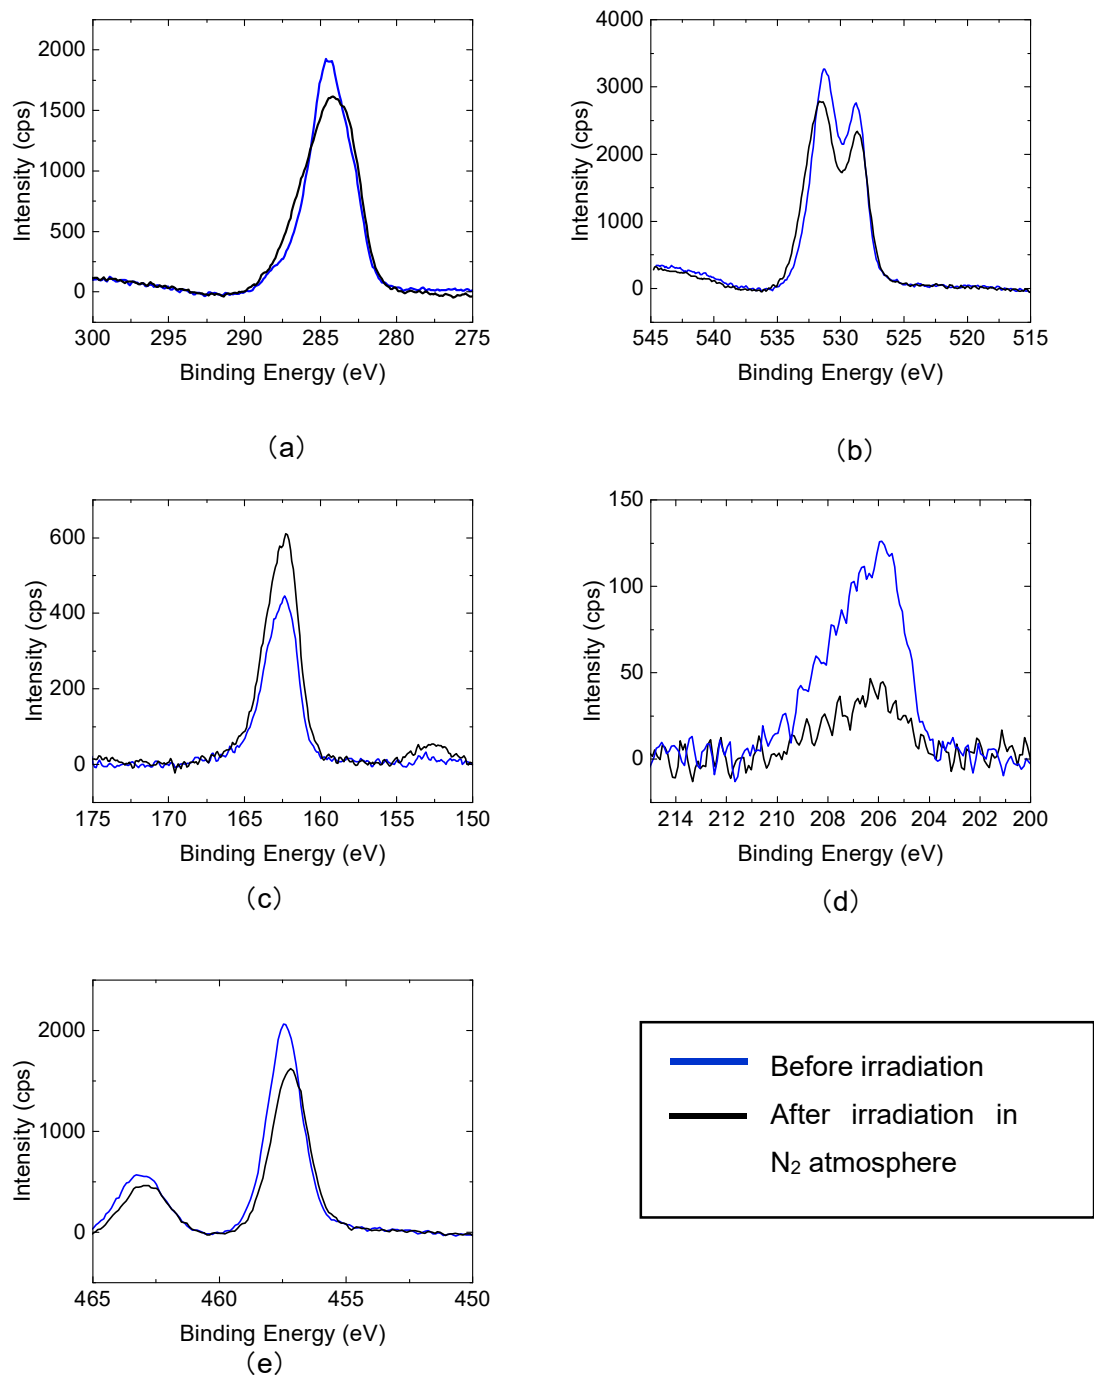 2000
1500
1000
500
0
Intensity (cps)
300 295 290 285 280 275
Binding Energy (eV)
（a）
4000
3000
2000
1000
0
Intensity (cps)
545 540 535 530 525 520 515
Binding Energy (eV)
（b）
600
400
200
0
Intensity (cps)
175 170 165 160 155 150
Binding Energy (eV)
（c）
150
100
50
0
Intensity (cps)
214 212 210 208 206 204 202 200
Binding Energy (eV)
（d）
2000
1000
0
Intensity (cps)
465 460 455 450
Binding Energy (eV)
（e）
Before irradiation
After irradiation in
N2 atmosphere